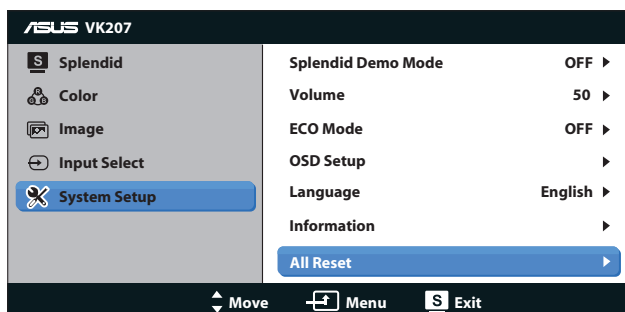 ASUS VK207
S Splendid
R G B Color
Image
Input Select
System Setup
Splendid Demo Mode OFF
Volume 50
ECO Mode OFF
OSD Setup
Language English
Information
All Reset
Move Menu S Exit